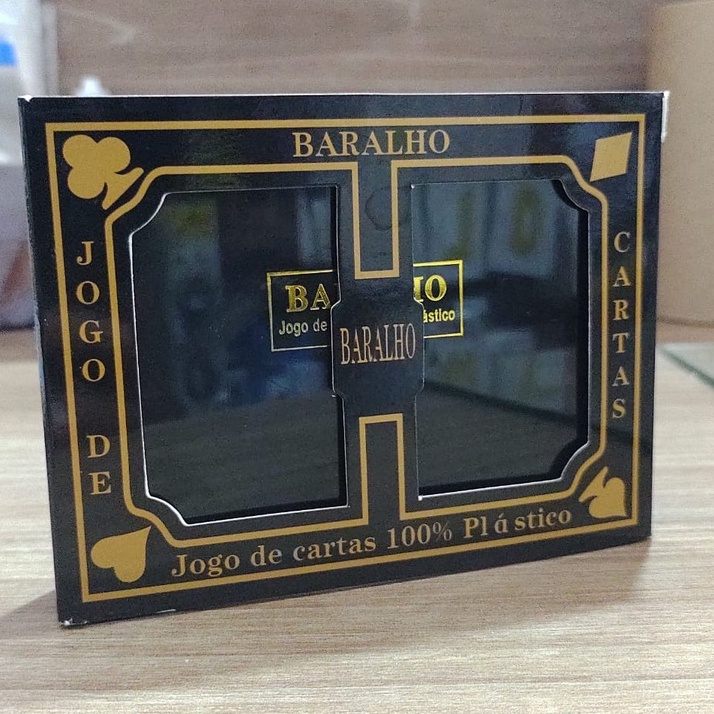 BARALHO
JOGO DE
CARTAS
BA
Jogo de
IO
ástico
BARALHO
Jogo de cartas 100% Pl á stico